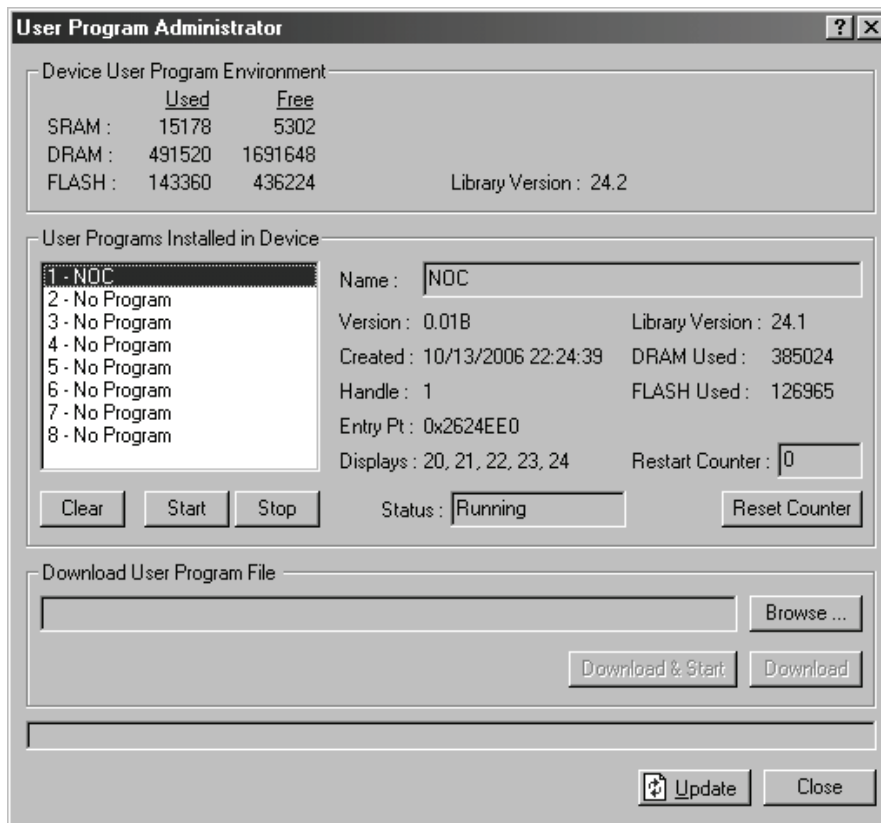 User Program Administrator
Device User Program Environment
Used Free
SRAM : 15178 5302
DRAM : 491520 1691648
FLASH : 143360 436224 Library Version : 24.2
User Programs Installed in Device
1 - NOC
2 - No Program
3 - No Program
4 - No Program
5 - No Program
6 - No Program
7 - No Program
8 - No Program
Name : NOC
Version : 0.01B Library Version : 24.1
Created : 10/13/2006 22:24:39 DRAM Used : 385024
Handle : 1 FLASH Used : 126965
Entry Pt : 0x2624EE0
Displays : 20, 21, 22, 23, 24 Restart Counter : 0
Clear Start Stop Status : Running Reset Counter
Download User Program File
Browse ...
Download & Start Download
Update Close